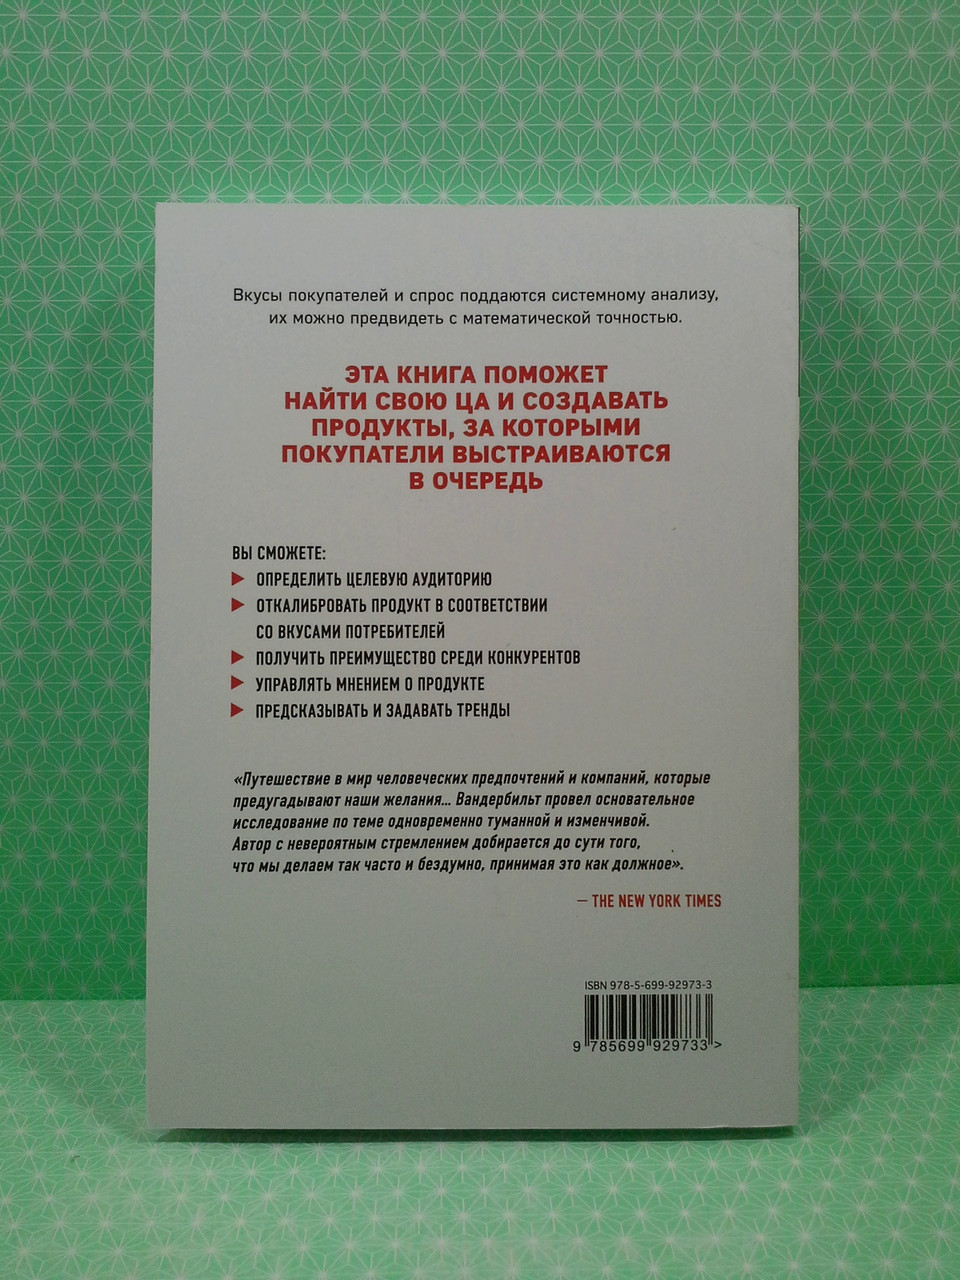 Вкусы покупателей и спрос поддаются системному анализу,
их можно предвидеть с математической точностью.
ЭТА КНИГА ПОМОЖЕТ
НАЙТИ СВОЮ ЦА И СОЗДАВАТЬ
ПРОДУКТЫ, ЗА КОТОРЫМИ
ПОКУПАТЕЛИ ВЫСТРАИВАЮТСЯ
В ОЧЕРЕДЬ
ВЫ СМОЖЕТЕ:
ОПРЕДЕЛИТЬ ЦЕЛЕВУЮ АУДИТОРИЮ
ОТКАЛИБРОВАТЬ ПРОДУКТ В СООТВЕТСТВИИ
СО ВКУСАМИ ПОТРЕБИТЕЛЕЙ
ПОЛУЧИТЬ ПРЕИМУЩЕСТВО СРЕДИ КОНКУРЕНТОВ
УПРАВЛЯТЬ МНЕНИЕМ О ПРОДУКТЕ
ПРЕДСКАЗЫВАТЬ И ЗАДАВАТЬ ТРЕНДЫ
«Путешествие в мир человеческих предпочтений и компаний, которые
предугадывают наши желания... Вандербильт провел основательное
исследование по теме одновременно туманной и изменчивой.
Автор с невероятным стремлением добирается до сути того,
что мы делаем так часто и бездумно, принимая это как должное».
— THE NEW YORK TIMES
ISBN 978-5-699-92973-3
9 785699 929733 >